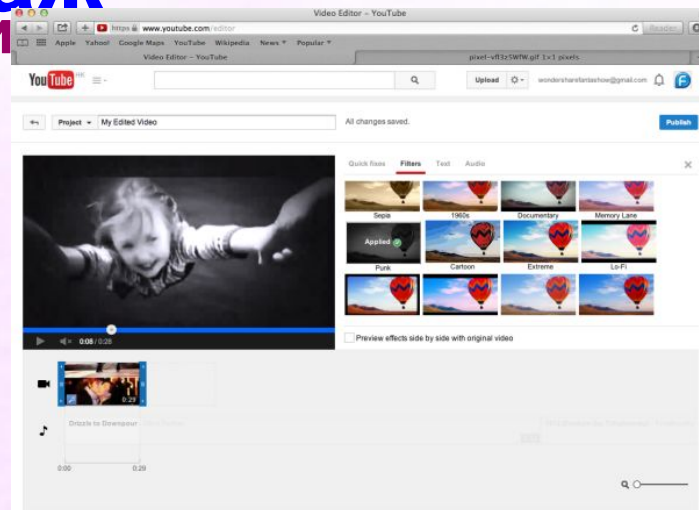 Video Editor – YouTube
https www.youtube.com/editor
Reader
Apple Yahoo! Google Maps YouTube Wikipedia News Popular
Video Editor – YouTube
pixel-vfl3z5WfW.gif 1×1 pixels
YouTube
Upload
wondersharefantashow@gmail.com
Project
My Edited Video
All changes saved.
Publish
Quick fixes Filters Text Audio
Sepia 1960s Documentary Memory Lane
Applied
Punk Cartoon Extreme Lo-Fi
0:08 / 0:28
Preview effects side by side with original video
0:29
Drizzle to Downpour
0:00 0:29